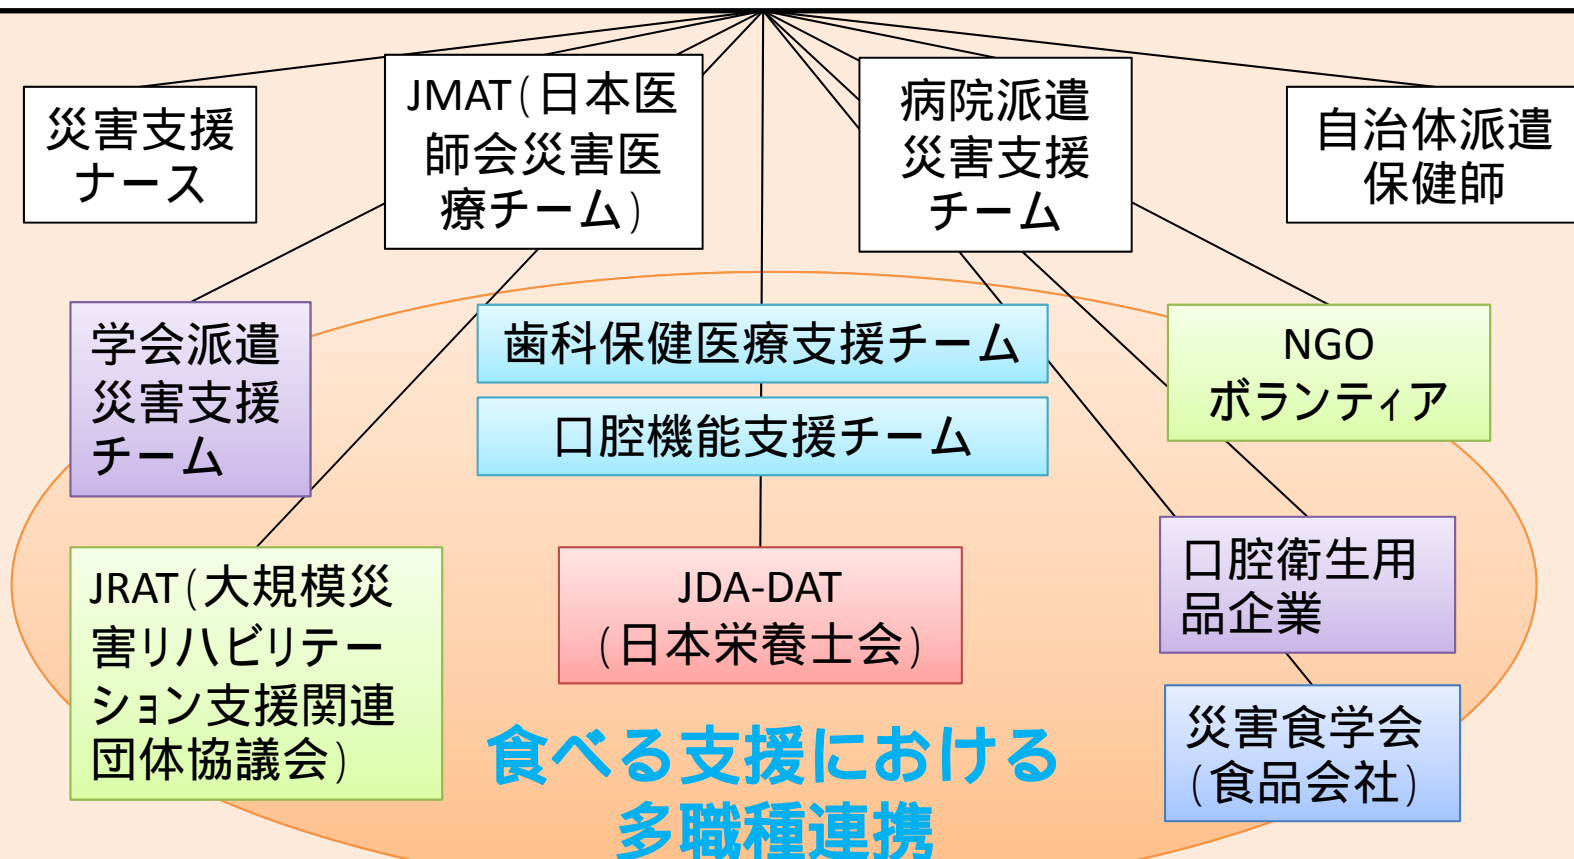 災害支援
ナース
JMAT(日本医
師会災害医
療チーム)
病院派遣
災害支援
チーム
自治体派遣
保健師
学会派遣
災害支援
チーム
歯科保健医療支援チーム
口腔機能支援チーム
NGO
ボランティア
JRAT(大規模災
害リハビリテー
ション支援関連
団体協議会)
JDA-DAT
(日本栄養士会)
口腔衛生用
品企業
災害食学会
(食品会社)
食べる支援における
多職種連携